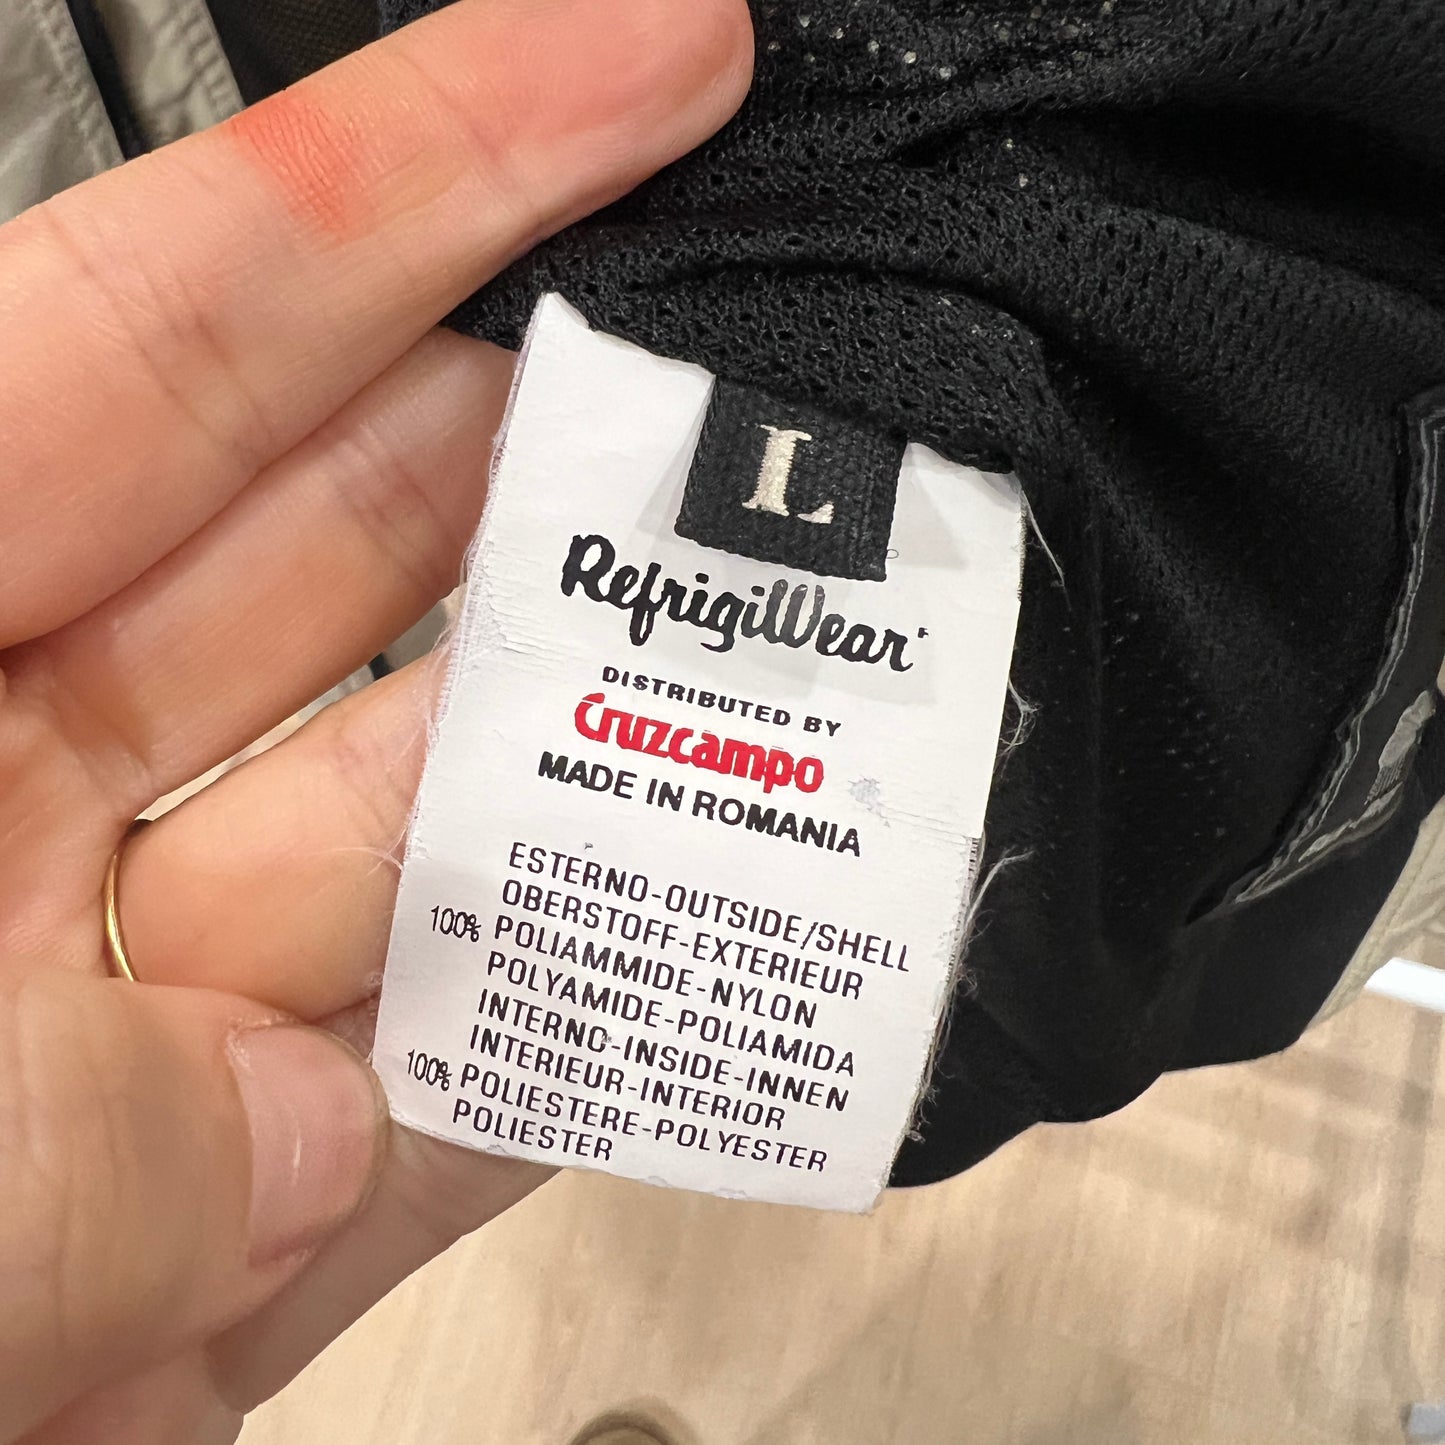 L
RefrigiWear
DISTRIBUTED BY
Cruzcampo
MADE IN ROMANIA
ESTERNO-OUTSIDE/SHELL
OBERSTOFF-EXTERIEUR
100% POLIAMMIDE-NYLON
POLYAMIDE-POLIAMIDA
INTERNO-INSIDE-INNEN
INTERIEUR-INTERIOR
100% POLIESTERE-POLYESTER
POLIESTER